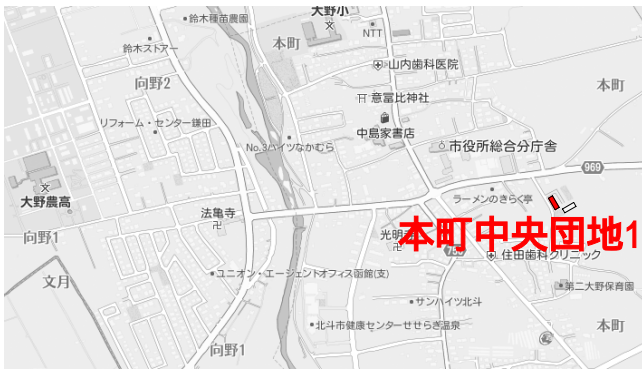 鈴木種苗農園
大野小
本町
NTT
鈴木ストアー
山内歯科医院
向野2
本町
意冨比神社
リフォーム・センター鎌田
中島家書店
No.3ハイツなかむら
市役所総合分庁舎
969
大野農高
ラーメンのきらく亭
法亀寺
光明寺
本町中央団地1
向野1
住田歯科クリニック
文月
ユニオン・エージェントオフィス函館(支)
第二大野保育園
サンハイツ北斗
北斗市健康センターせせらぎ温泉
本町
向野1